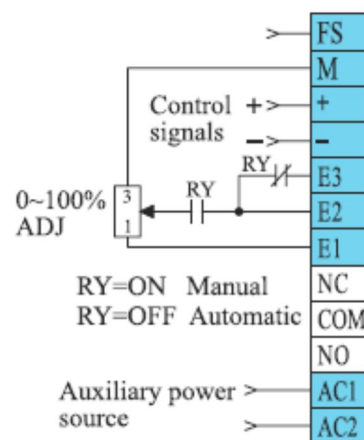 FS
M
Control
signals
+
+
−
−
RY
E3
RY
E2
0~100%
ADJ
3
1
E1
RY=ON Manual
NC
RY=OFF Automatic
COM
NO
Auxiliary power
source
AC1
AC2